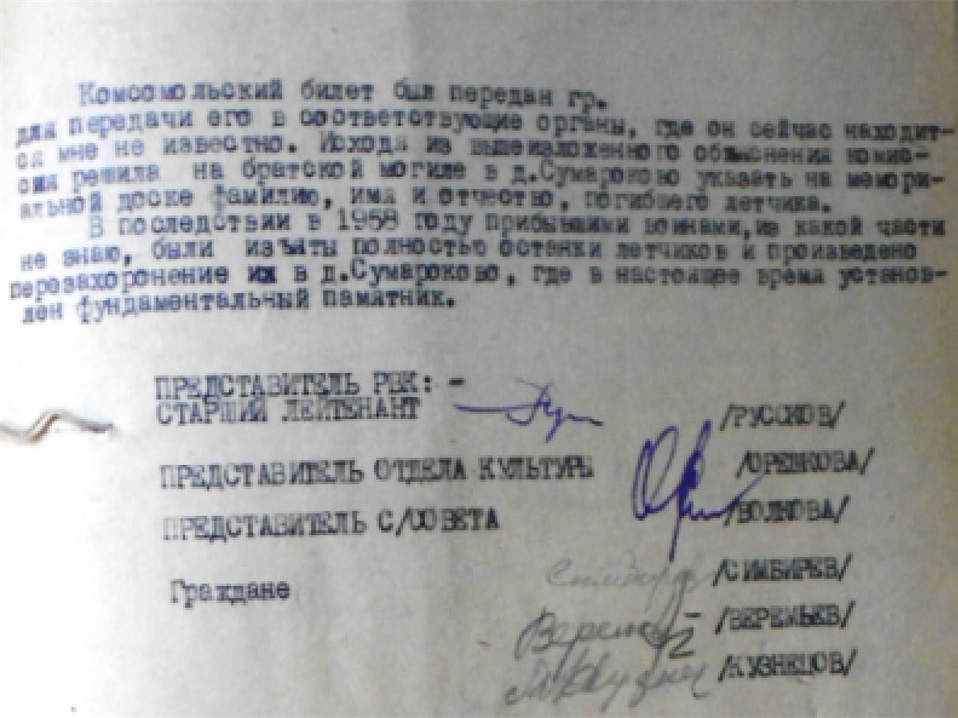 Комсомольский билет был передан гр.
для передачи его в соответствующие органы, где он сейчас находит-
ся мне не известно. Исходя из вышеизложенного объяснения комис-
сия решила на братской могиле в д.Сумароково указать на мемори-
альной доске фамилию, имя и отчество, погибшего летчика.
В последствии в 1958 году прибывшими воинами,из какой части
не знаю, были изъяты полностью останки летчиков и произведено
перезахоронение их в д.Сумароково, где в настоящее время установ-
лен фундаментальный памятник.
ПРЕДСТАВИТЕЛЬ РВК: -
СТАРШИЙ ЛЕЙТЕНАНТ /РУССКОВ/
ПРЕДСТАВИТЕЛЬ ОТДЕЛА КУЛЬТУРЫ /ОРЕШКОВА/
ПРЕДСТАВИТЕЛЬ С/СОВЕТА /ВОЛКОВА/
Граждане /СИМБИРЕВ/
/ВЕРЕМЬЕВ/
/КУЗНЕЦОВ/